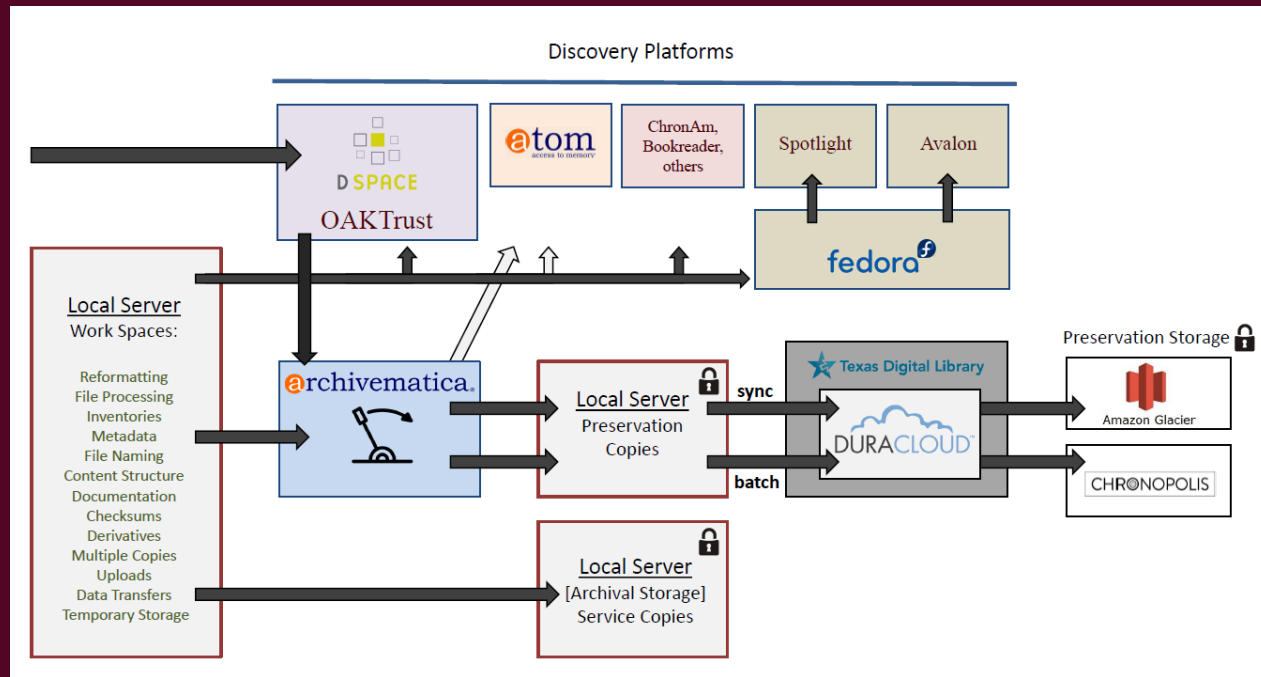 Discovery Platforms
DSPACE
OAKTrust
atom
access to memory
ChronAm,
Bookreader,
others
Spotlight
Avalon
fedora
f
Local Server
Work Spaces:
Reformatting
File Processing
Inventories
Metadata
File Naming
Content Structure
Documentation
Checksums
Derivatives
Multiple Copies
Uploads
Data Transfers
Temporary Storage
archivematica®
Local Server
Preservation
Copies
sync
batch
Texas Digital Library
DURACLOUD™
Preservation Storage
Amazon Glacier
CHRONOPOLIS
Local Server
[Archival Storage]
Service Copies